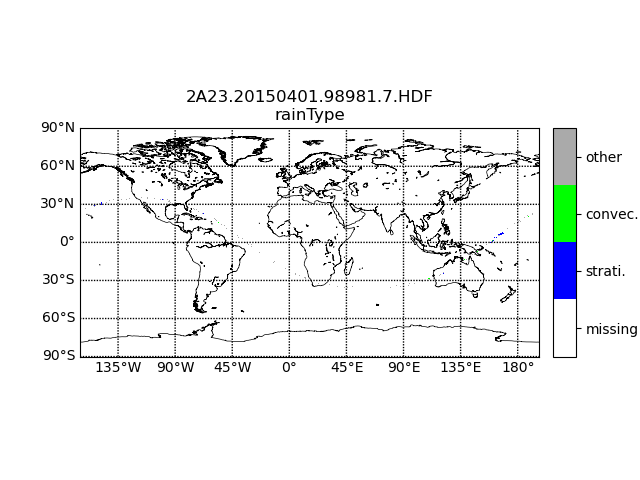 2A23.20150401.98981.7.HDF
rainType
90°N
60°N
30°N
0°
30°S
60°S
90°S
135°W
90°W
45°W
0°
45°E
90°E
135°E
180°
other
convec.
strati.
missing